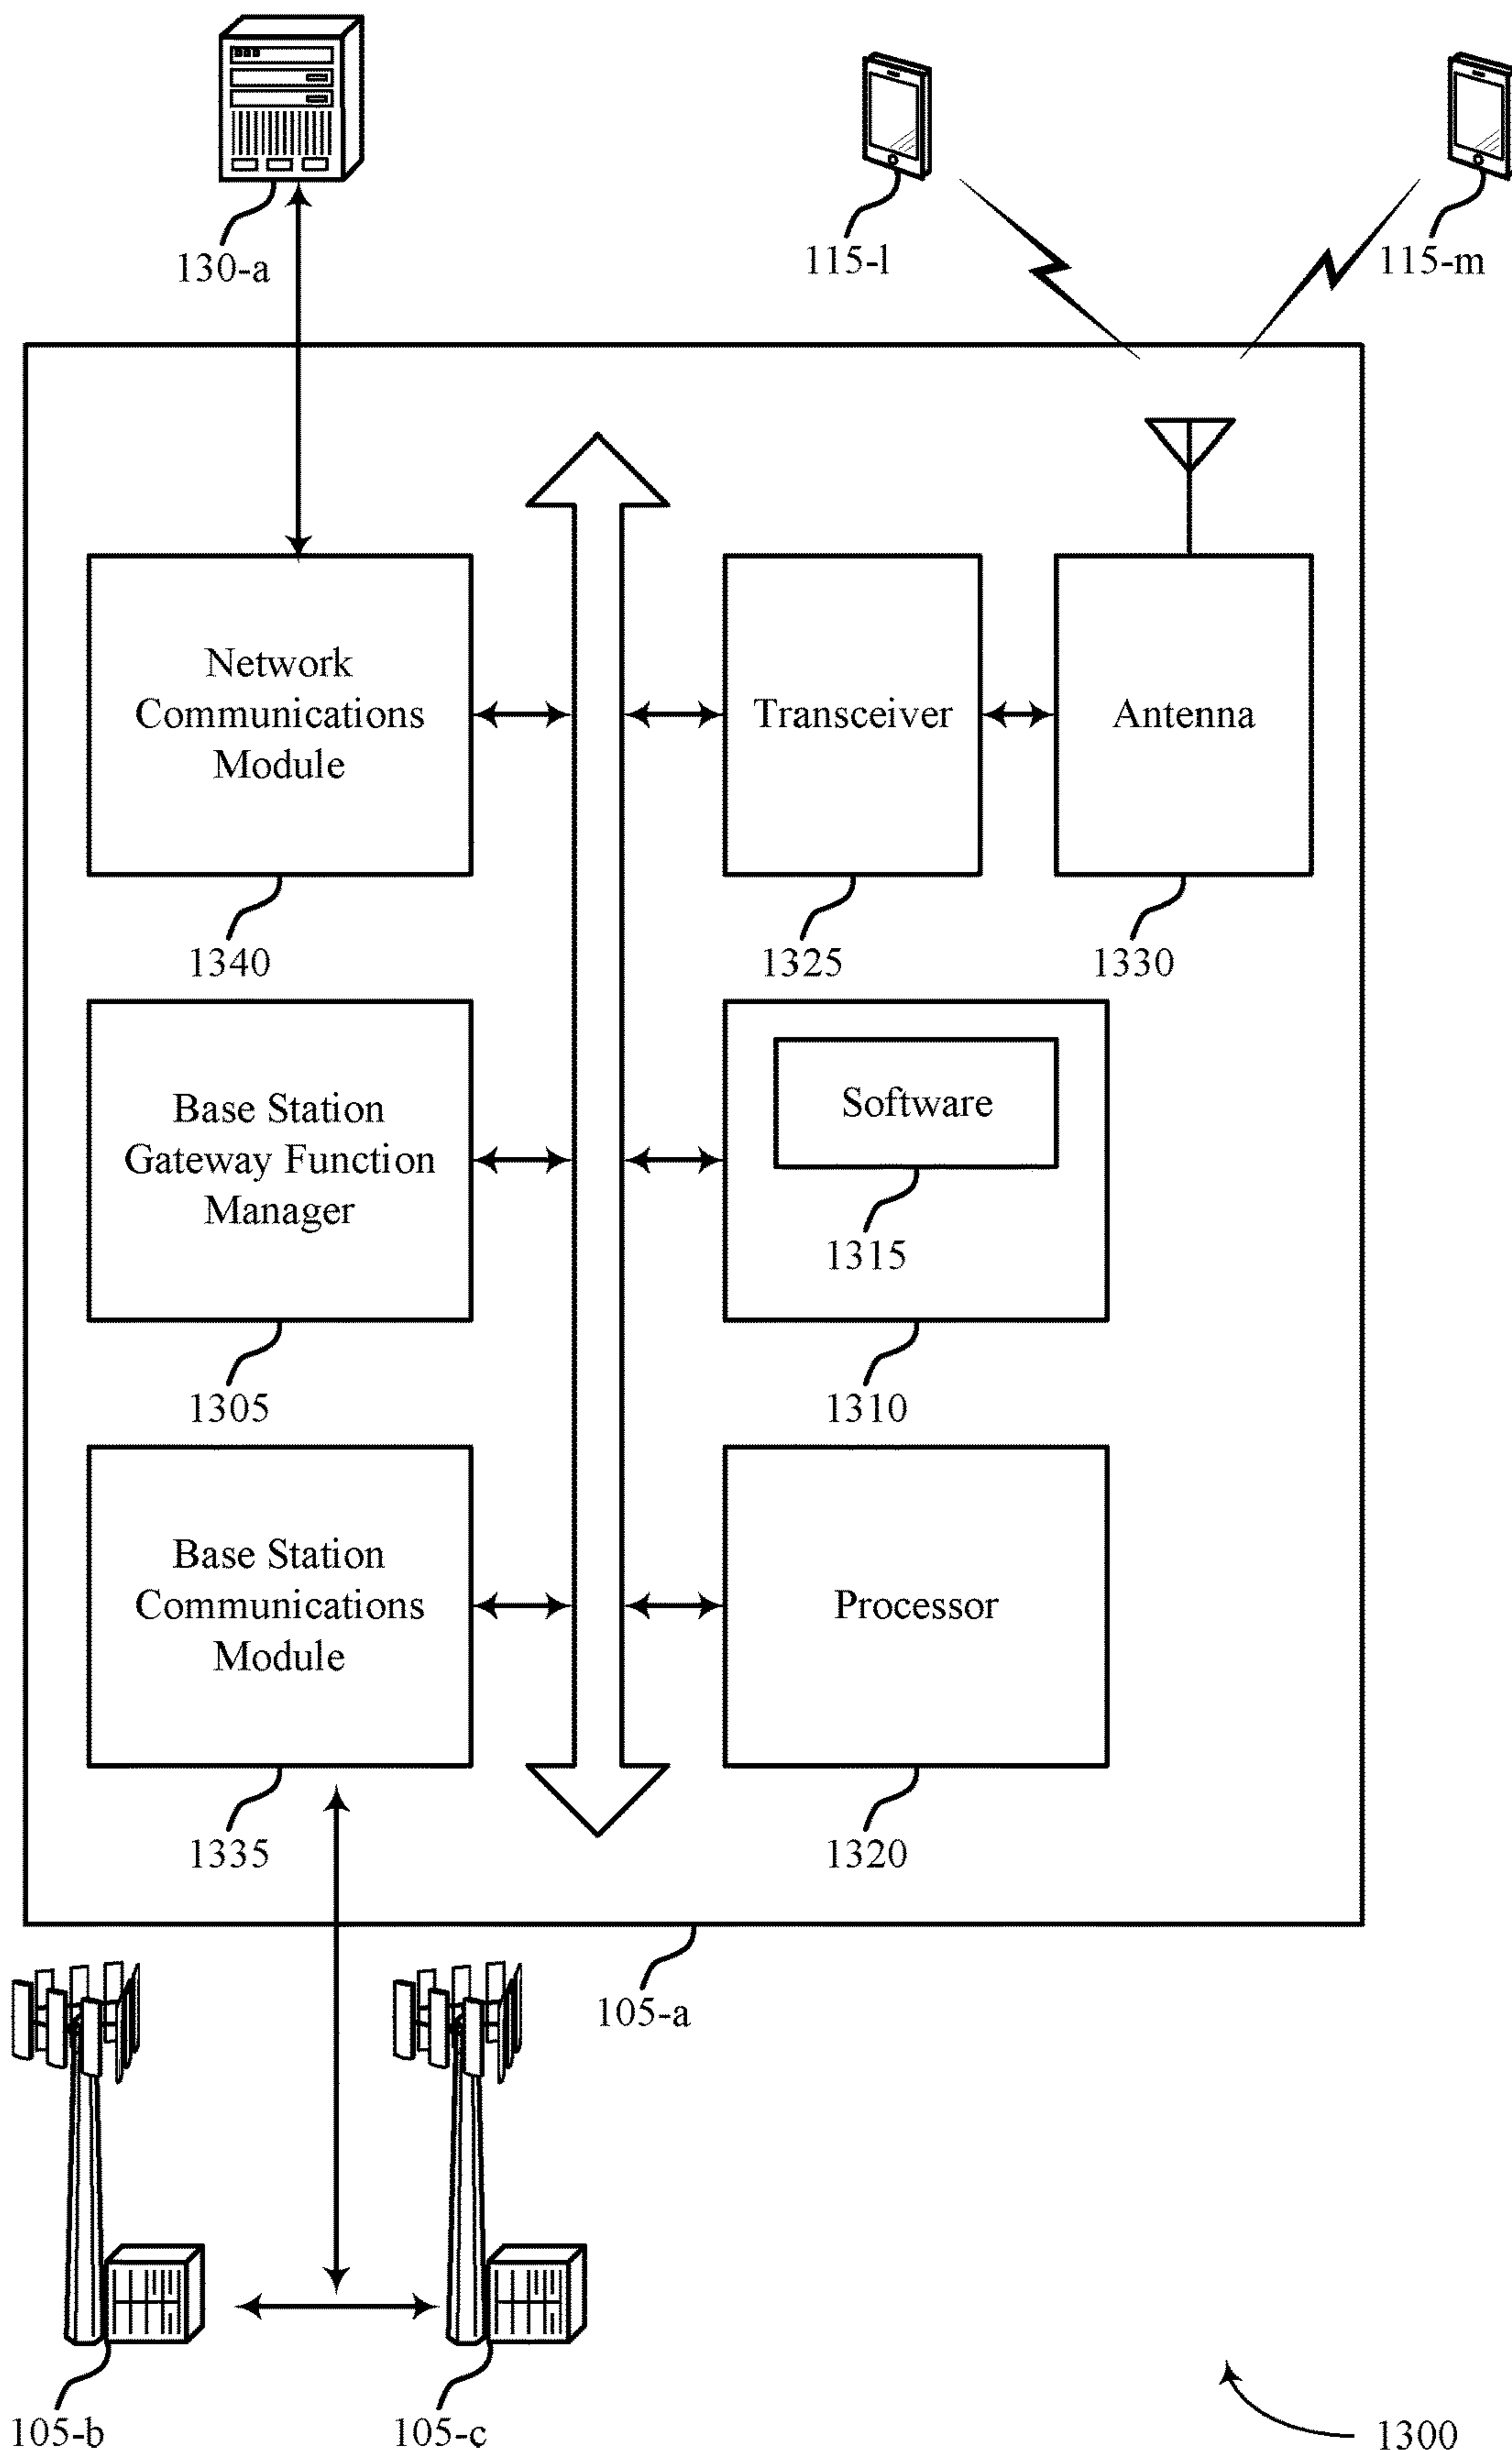 130-a
115-l
115-m
Network
Communications
Module
Transceiver
Antenna
1340
1325
1330
Base Station
Gateway Function
Manager
Software
1315
1305
1310
Base Station
Communications
Module
Processor
1335
1320
105-a
105-b
105-c
1300